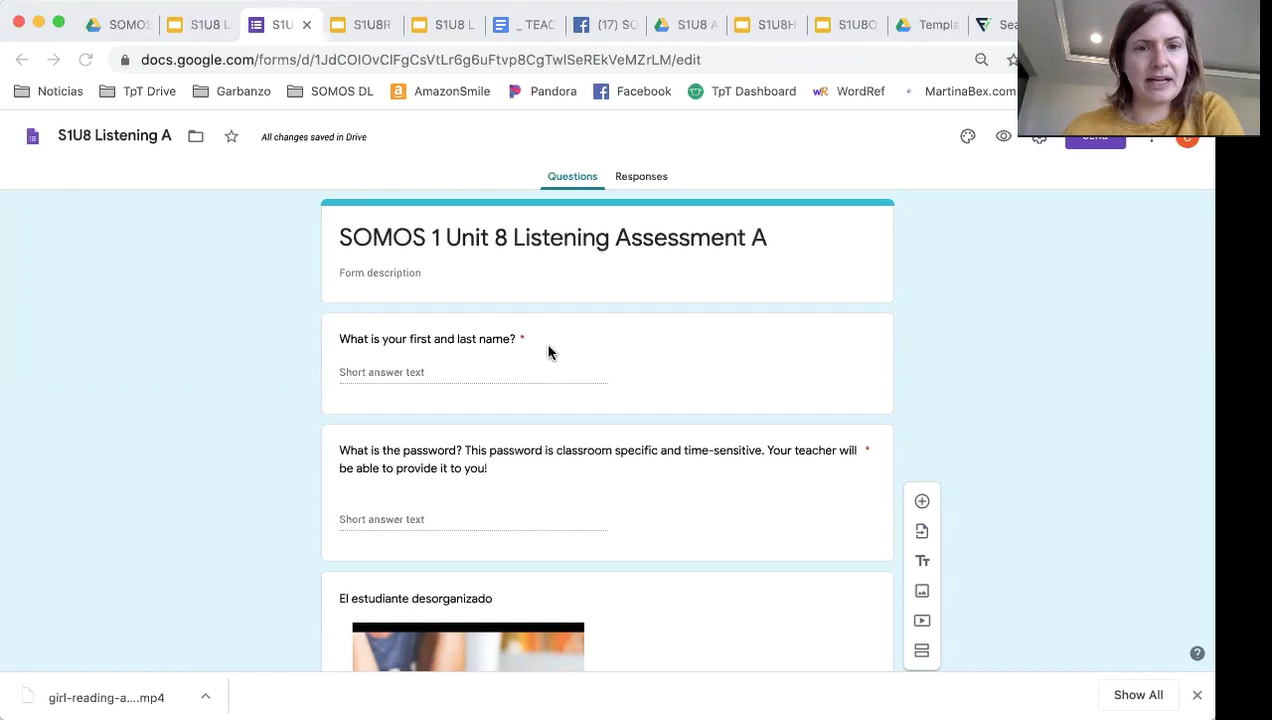 SOMOS S1U8 L S1U S1U8R S1U8 L _ TEAC (17) SO S1U8 A S1U8H S1U8O Templa Sea
docs.google.com/forms/d/1JdCOIOvClFgCsVtLr6g6uFtvp8CgTwlSeREkVeMZrLM/edit
Noticias TpT Drive Garbanzo SOMOS DL AmazonSmile Pandora Facebook TpT Dashboard WordRef MartinaBex.com
S1U8 Listening A All changes saved in Drive Send
Questions Responses
SOMOS 1 Unit 8 Listening Assessment A
Form description
What is your first and last name? *
Short answer text
What is the password? This password is classroom specific and time-sensitive. Your teacher will *
be able to provide it to you!
Short answer text
El estudiante desorganizado
girl-reading-a....mp4 Show All